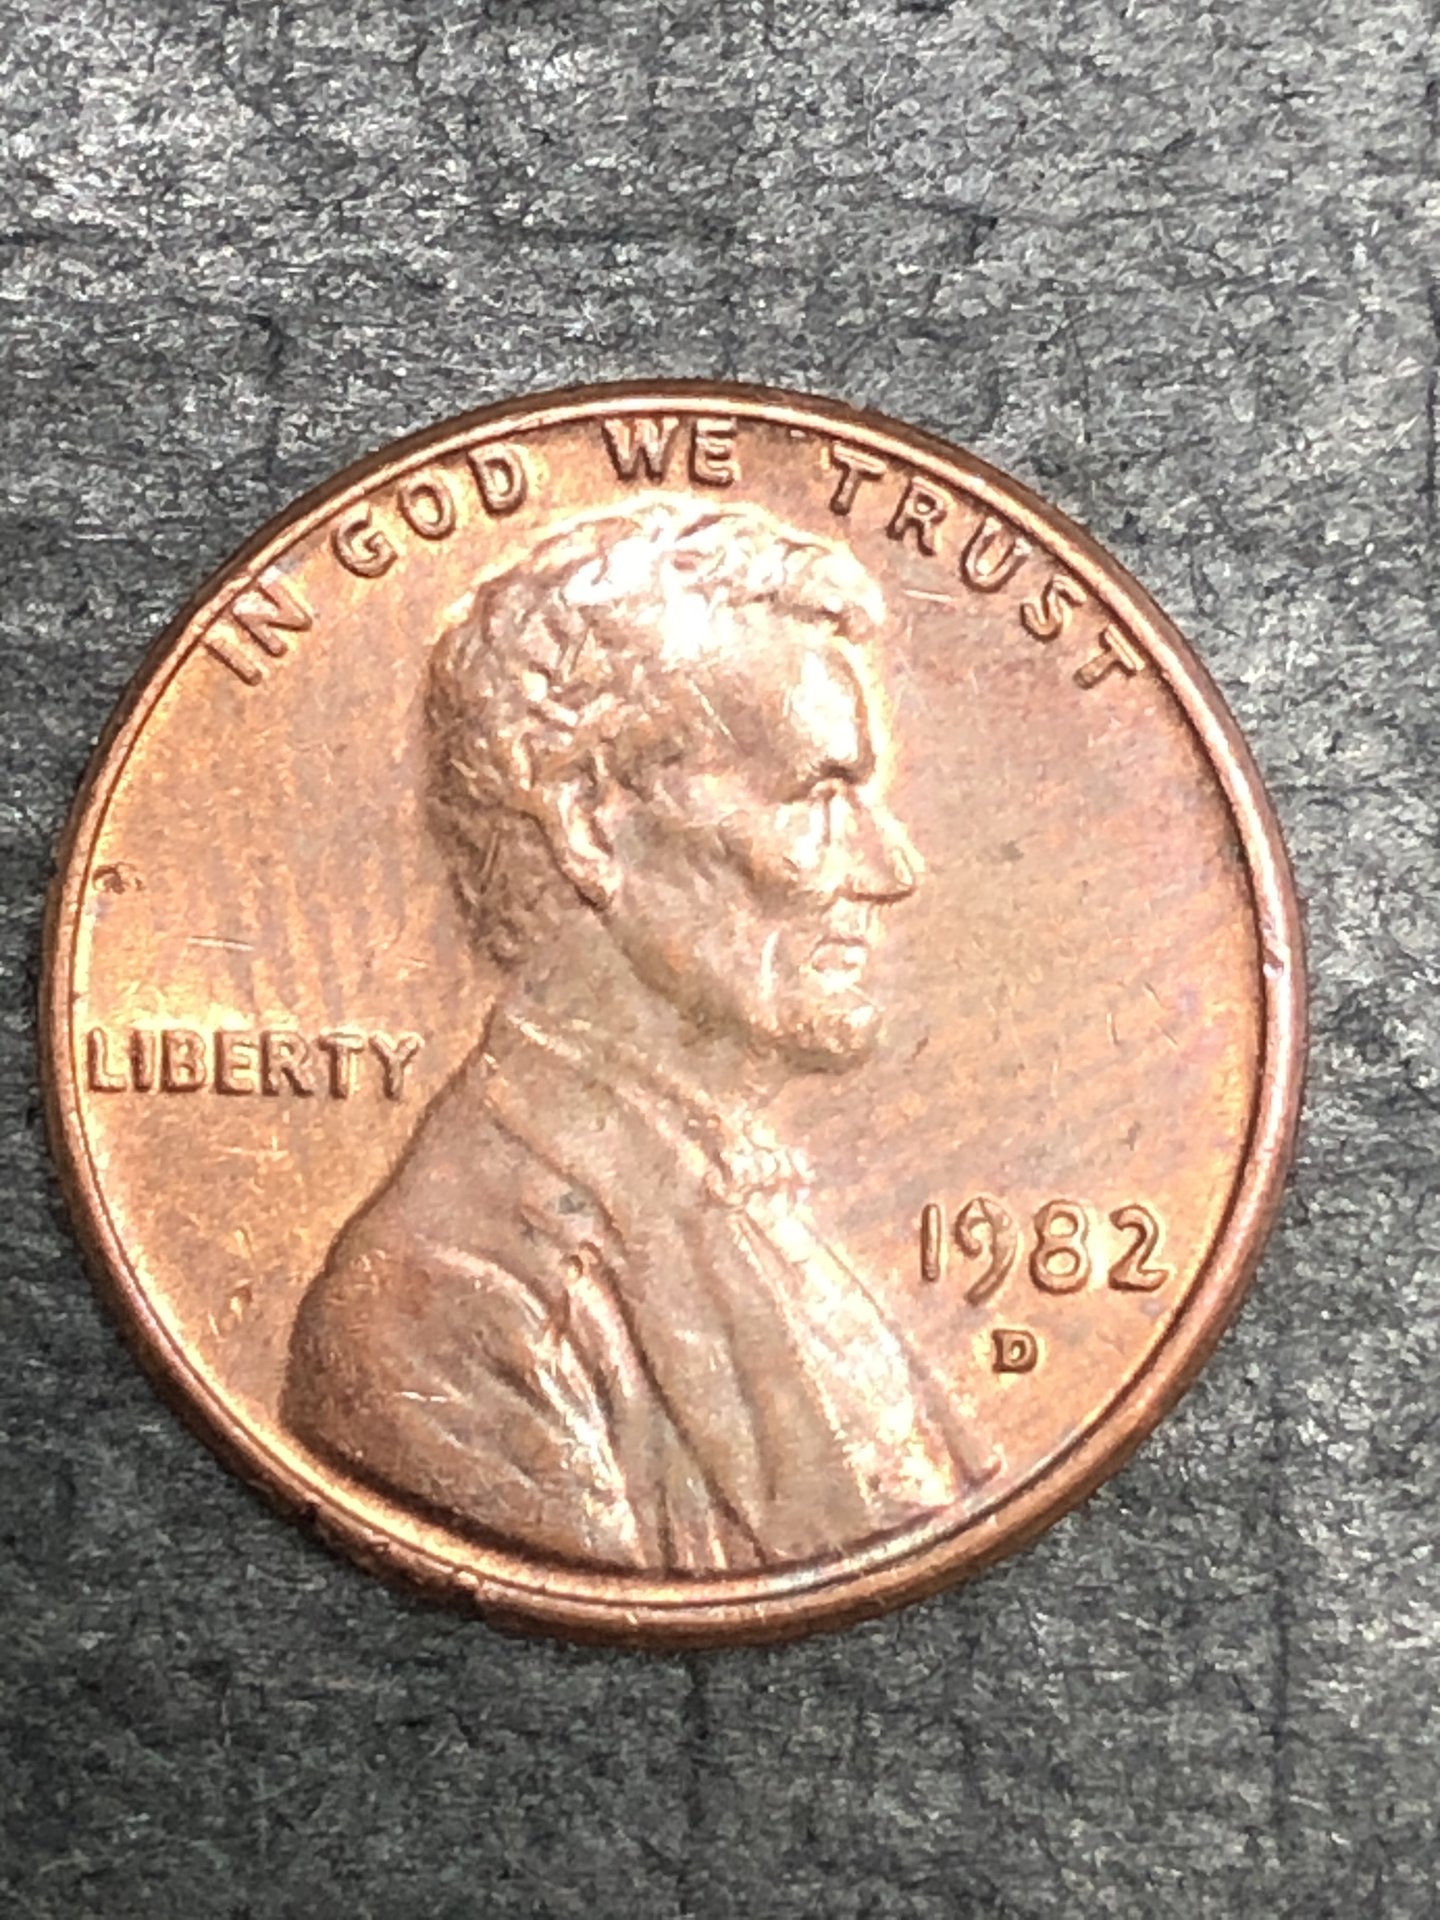 IN GOD WE TRUST
LIBERTY
1982
D